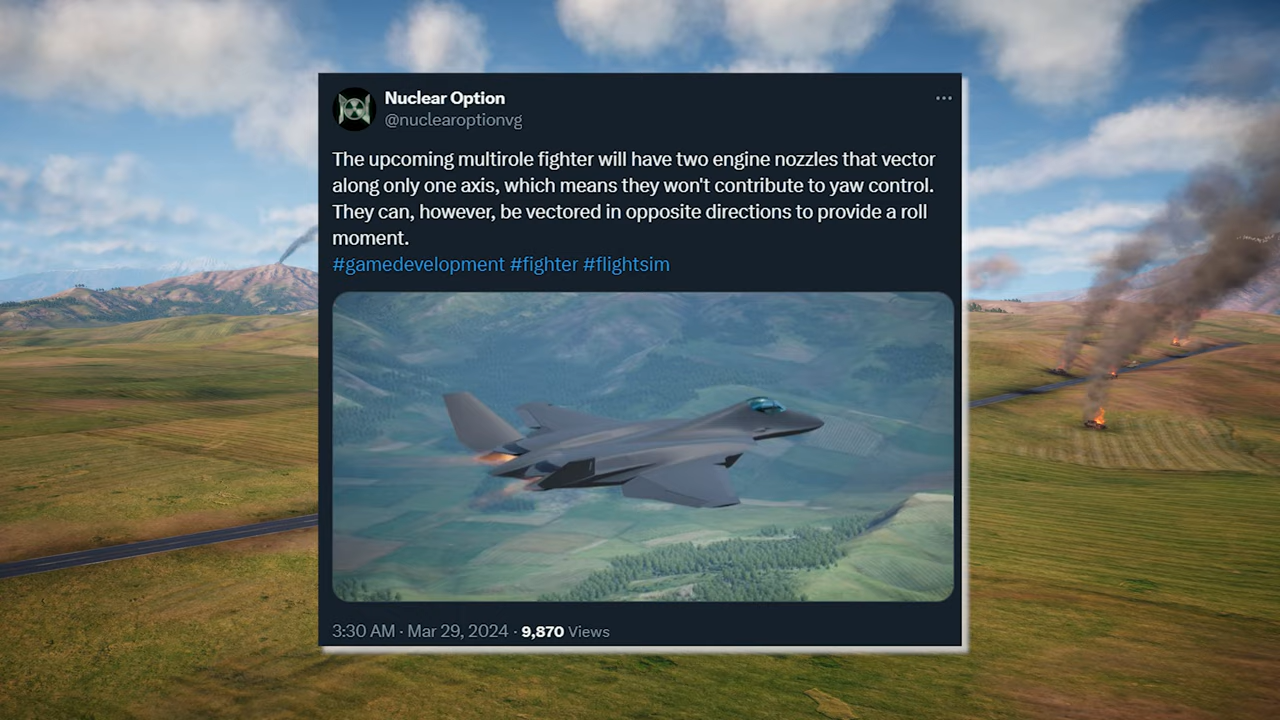 Nuclear Option
@nuclearoptionvg
The upcoming multirole fighter will have two engine nozzles that vector
along only one axis, which means they won't contribute to yaw control.
They can, however, be vectored in opposite directions to provide a roll
moment.
#gamedevelopment #fighter #flightsim
3:30 AM · Mar 29, 2024 · 9,870 Views